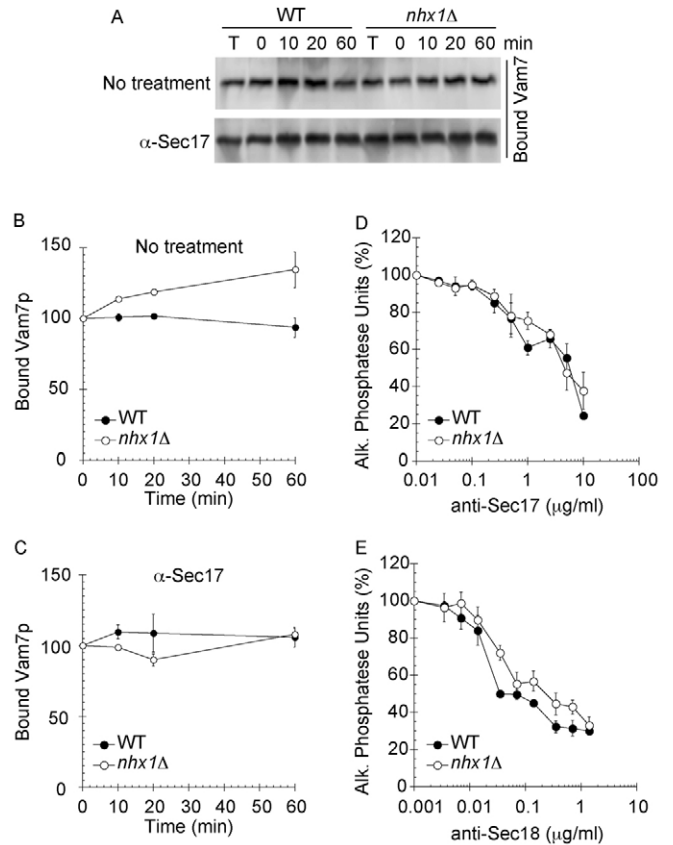 A
WT nhx1Δ
T 0 10 20 60 T 0 10 20 60 min
No treatment
α-Sec17
Bound Vam7
B
No treatment
150
100
50
0
Bound Vam7p
WT
nhx1Δ
0 10 20 30 40 50 60
Time (min)
C
α-Sec17
150
100
50
0
Bound Vam7p
WT
nhx1Δ
0 10 20 30 40 50 60
Time (min)
D
120
100
80
60
40
20
0
Alk. Phosphatese Units (%)
WT
nhx1Δ
0.01 0.1 1 10 100
anti-Sec17 (μg/ml)
E
120
100
80
60
40
20
0
Alk. Phosphatese Units (%)
WT
nhx1Δ
0.001 0.01 0.1 1 10
anti-Sec18 (μg/ml)